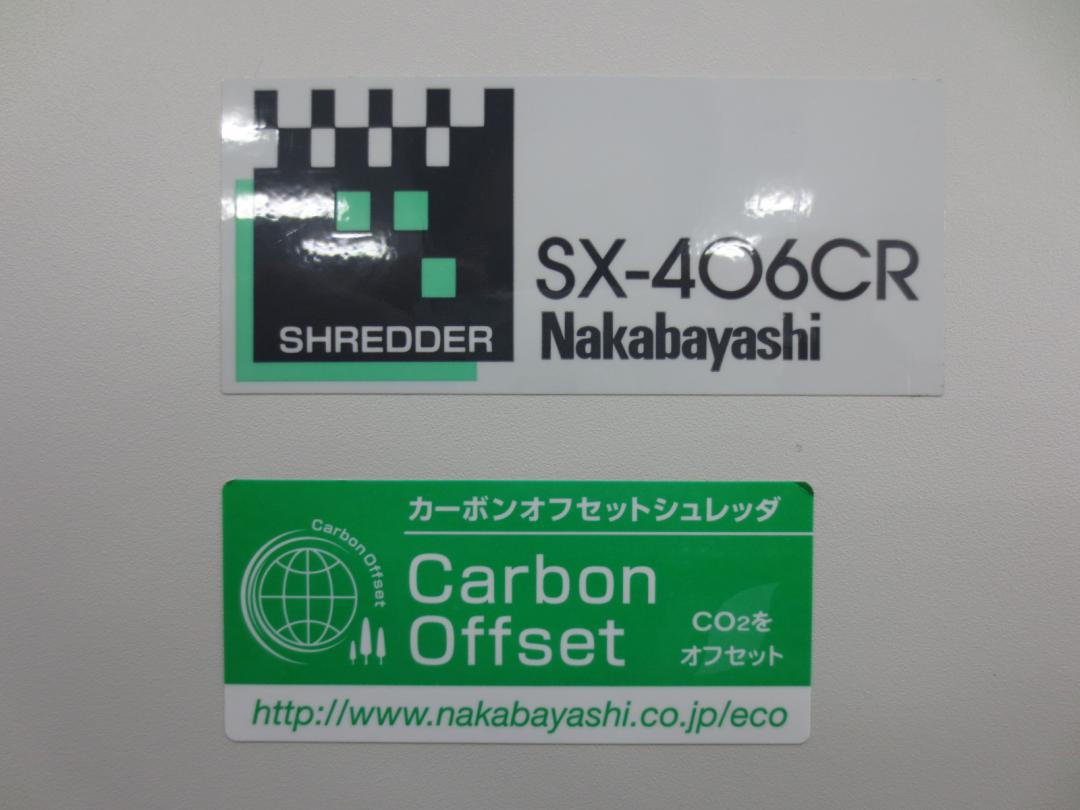 SHREDDER
SX-406CR
Nakabayashi
カーボンオフセットシュレッダ
Carbon Offset
Carbon
Offset
CO2を
オフセット
http://www.nakabayashi.co.jp/eco